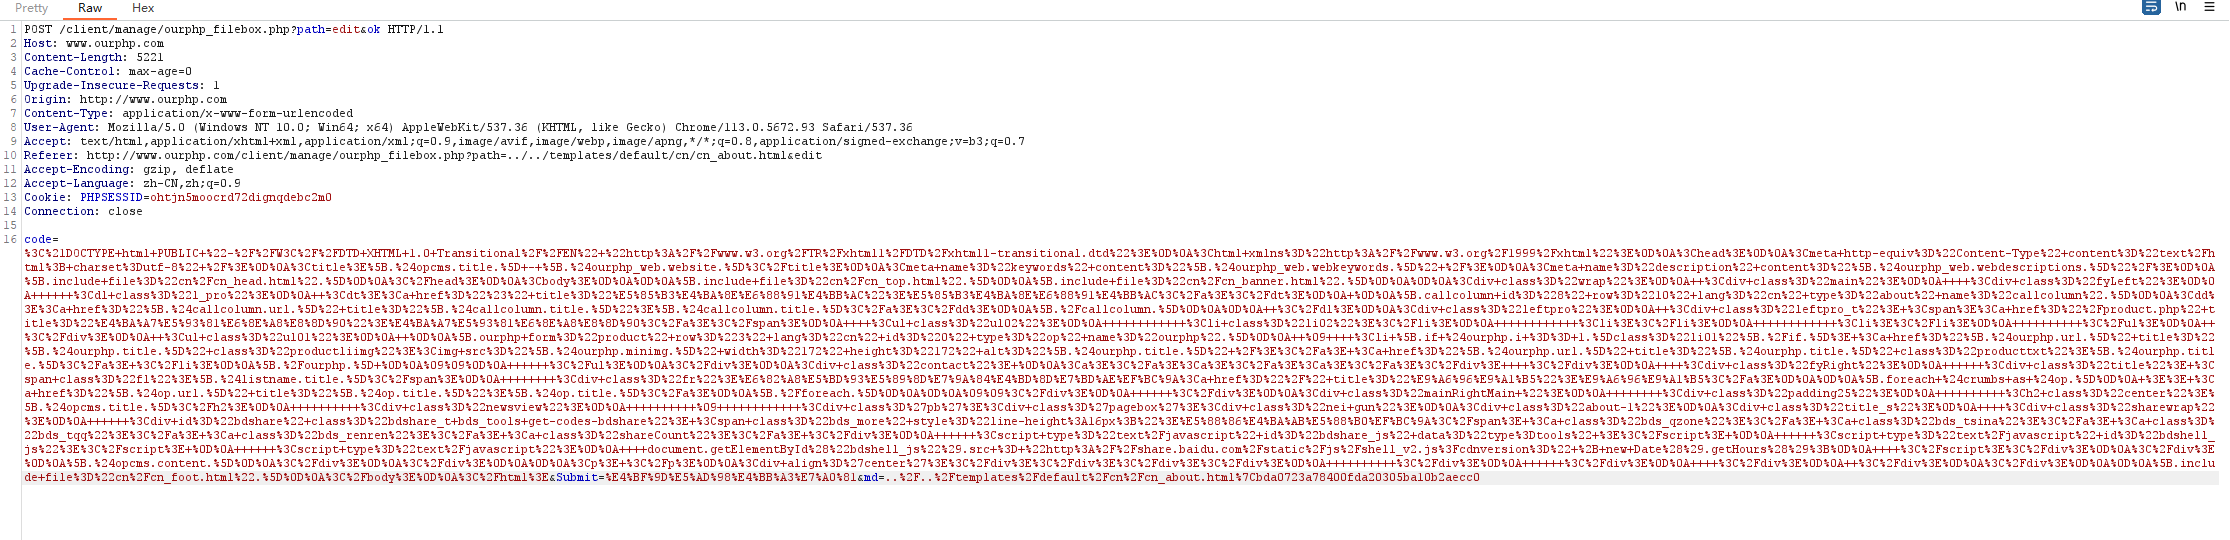 Pretty Raw Hex \n
1 POST /client/manage/ourphp_filebox.php?path=edit&ok HTTP/1.1
2 Host: www.ourphp.com
3 Content-Length: 5221
4 Cache-Control: max-age=0
5 Upgrade-Insecure-Requests: 1
6 Origin: http://www.ourphp.com
7 Content-Type: application/x-www-form-urlencoded
8 User-Agent: Mozilla/5.0 (Windows NT 10.0; Win64; x64) AppleWebKit/537.36 (KHTML, like Gecko) Chrome/113.0.5672.93 Safari/537.36
9 Accept: text/html,application/xhtml+xml,application/xml;q=0.9,image/avif,image/webp,image/apng,*/*;q=0.8,application/signed-exchange;v=b3;q=0.7
10 Referer: http://www.ourphp.com/client/manage/ourphp_filebox.php?path=../../templates/default/cn/cn_about.html&edit
11 Accept-Encoding: gzip, deflate
12 Accept-Language: zh-CN,zh;q=0.9
13 Cookie: PHPSESSID=ohtjn5moocrd72dignqdebc2m0
14 Connection: close
15
16 code=
%3C%21DOCTYPE+html+PUBLIC+%22-%2F%2FW3C%2F%2FDTD+XHTML+1.0+Transitional%2F%2FEN%22+%22http%3A%2F%2Fwww.w3.org%2FTR%2Fxhtml1%2FDTD%2Fxhtml1-transitional.dtd%22%3E%0D%0A%3Chtml+xmlns%3D%22http%3A%2F%2Fwww.w3.org%2F1999%2Fxhtml%22%3E%0D%0A%3Chead%3E%0D%0A%3Cmeta+http-equiv%3D%22Content-Type%22+content%3D%22text%2Fh
tml%3B+charset%3Dutf-8%22+%2F%3E%0D%0A%3Ctitle%3E%5B.%24opcms.title.%5D+-+%5B.%24ourphp_web.website.%5D%3C%2Ftitle%3E%0D%0A%3Cmeta+name%3D%22keywords%22+content%3D%22%5B.%24ourphp_web.webkeywords.%5D%22+%2F%3E%0D%0A%3Cmeta+name%3D%22description%22+content%3D%22%5B.%24ourphp_web.webdescriptions.%5D%22%2F%3E%0D%0A
%5B.include+file%3D%22cn%2Fcn_head.html%22.%5D%0D%0A%3C%2Fhead%3E%0D%0A%3Cbody%3E%0D%0A%0D%0A%5B.include+file%3D%22cn%2Fcn_top.html%22.%5D%0D%0A%5B.include+file%3D%22cn%2Fcn_banner.html%22.%5D%0D%0A%0D%0A%3Cdiv+class%3D%22wrap%22%3E%0D%0A++%3Cdiv+class%3D%22main%22%3E%0D%0A++++%3Cdiv+class%3D%22fyLeft%22%3E%0D%0
A++++++%3Cdl+class%3D%22l_pro%22%3E%0D%0A++%3Cdt%3E%3Ca+href%3D%22%23%22+title%3D%22%E5%85%B3%E4%BA%8E%E6%88%91%E4%BB%AC%22%3E%E5%85%B3%E4%BA%8E%E6%88%91%E4%BB%AC%3C%2Fa%3E%3C%2Fdt%3E%0D%0A+%0D%0A%5B.callcolumn+id%3D%228%22+row%3D%2210%22+lang%3D%22cn%22+type%3D%22about%22+name%3D%22callcolumn%22.%5D%0D%0A%3Cdd%
3E%3Ca+href%3D%22%5B.%24callcolumn.url.%5D%22+title%3D%22%5B.%24callcolumn.title.%5D%22%3E%5B.%24callcolumn.title.%5D%3C%2Fa%3E%3C%2Fdd%3E%0D%0A%5B.%2Fcallcolumn.%5D%0D%0A%0D%0A++%3C%2Fdl%3E%0D%0A%3Cdiv+class%3D%22leftpro%22%3E%0D%0A++%3Cdiv+class%3D%22leftpro_t%22%3E+%3Cspan%3E%3Ca+href%3D%22%2Fproduct.php%22+t
itle%3D%22%E4%BA%A7%E5%93%81%E6%8E%A8%E8%8D%90%22%3E%E4%BA%A7%E5%93%81%E6%8E%A8%E8%8D%90%3C%2Fa%3E%3C%2Fspan%3E%0D%0A++++%3Cul+class%3D%22ul02%22%3E%0D%0A++++++++++++%3Cli+class%3D%22li02%22%3E%3C%2Fli%3E%0D%0A++++++++++++%3Cli%3E%3C%2Fli%3E%0D%0A++++++++++++%3Cli%3E%3C%2Fli%3E%0D%0A++++++++++%3C%2Ful%3E%0D%0A++
%3C%2Fdiv%3E%0D%0A++%3Cul+class%3D%22ul01%22%3E%0D%0A++%0D%0A%5B.ourphp+form%3D%22product%22+row%3D%223%22+lang%3D%22cn%22+id%3D%220%22+type%3D%22op%22+name%3D%22ourphp%22.%5D%0D%0A++%09++++%3Cli+%5B.if+%24ourphp.i+%3D%3D+1.%5Dclass%3D%22li01%22%5B.%2Fif.%5D%3E+%3Ca+href%3D%22%5B.%24ourphp.url.%5D%22+title%3D%22
%5B.%24ourphp.title.%5D%22+class%3D%22productliimg%22%3E%3Cimg+src%3D%22%5B.%24ourphp.minimg.%5D%22+width%3D%22172%22+height%3D%22172%22+alt%3D%22%5B.%24ourphp.title.%5D%22+%2F%3E%3C%2Fa%3E+%3Ca+href%3D%22%5B.%24ourphp.url.%5D%22+title%3D%22%5B.%24ourphp.title.%5D%22+class%3D%22producttxt%22%3E%5B.%24ourphp.titl
e.%5D%3C%2Fa%3E+%3C%2Fli%3E%0D%0A%5B.%2Fourphp.%5D+%0D%0A%09%09%0D%0A++++++%3C%2Ful%3E%0D%0A%3C%2Fdiv%3E%0D%0A%3Cdiv+class%3D%22contact%22%3E+%0D%0A%3Ca%3E%3C%2Fa%3E%3Ca%3E%3C%2Fa%3E%3Ca%3E%3C%2Fa%3E%3C%2Fdiv%3E++++%3C%2Fdiv%3E%0D%0A++++%3Cdiv+class%3D%22fyRight%22%3E%0D%0A++++++%3Cdiv+class%3D%22title%22%3E+%3C
span+class%3D%22fl%22%3E%5B.%24listname.title.%5D%3C%2Fspan%3E%0D%0A++++++++%3Cdiv+class%3D%22fr%22%3E%E6%82%A8%E5%BD%93%E5%89%8D%E7%9A%84%E4%BD%8D%E7%BD%AE%EF%BC%9A%3Ca+href%3D%22%2F%22+title%3D%22%E9%A6%96%E9%A1%B5%22%3E%E9%A6%96%E9%A1%B5%3C%2Fa%3E%0D%0A%0D%0A%5B.foreach+%24crumbs+as+%24op.%5D%0D%0A+%3E%3E+%3C
a+href%3D%22%5B.%24op.url.%5D%22+title%3D%22%5B.%24op.title.%5D%22%3E%5B.%24op.title.%5D%3C%2Fa%3E%0D%0A%5B.%2Fforeach.%5D%0D%0A%0D%0A%09%09%3C%2Fdiv%3E%0D%0A++++++%3C%2Fdiv%3E%0D%0A%3Cdiv+class%3D%22mainRightMain+%22%3E%0D%0A++++++++%3Cdiv+class%3D%22padding25%22%3E%0D%0A++++++++++%3Ch2+class%3D%22center%22%3E%
5B.%24opcms.title.%5D%3C%2Fh2%3E%0D%0A++++++++++%3Cdiv+class%3D%22newsview%22%3E%0D%0A++++++++++%09++++++++++++%3Cdiv+class%3D%27pb%27%3E%3Cdiv+class%3D%27pagebox%27%3E%3Cdiv+class%3D%22nei+gun%22%3E%0D%0A%3Cdiv+class%3D%22about-1%22%3E%0D%0A%3Cdiv+class%3D%22title_s%22%3E%0D%0A++++%3Cdiv+class%3D%22sharewrap%22
%3E%0D%0A++++++%3Cdiv+id%3D%22bdshare%22+class%3D%22bdshare_t+bds_tools+get-codes-bdshare%22%3E+%3Cspan+class%3D%22bds_more%22+style%3D%22line-height%3A16px%3B%22%3E%E5%88%86%E4%BA%AB%E5%88%B0%EF%BC%9A%3C%2Fspan%3E+%3Ca+class%3D%22bds_qzone%22%3E%3C%2Fa%3E+%3Ca+class%3D%22bds_tsina%22%3E%3C%2Fa%3E+%3Ca+class%3D%
22bds_tqq%22%3E%3C%2Fa%3E+%3Ca+class%3D%22bds_renren%22%3E%3C%2Fa%3E+%3Ca+class%3D%22shareCount%22%3E%3C%2Fa%3E+%3C%2Fdiv%3E%0D%0A++++++%3Cscript+type%3D%22text%2Fjavascript%22+id%3D%22bdshare_js%22+data%3D%22type%3Dtools%22+%3E%3C%2Fscript%3E+%0D%0A++++++%3Cscript+type%3D%22text%2Fjavascript%22+id%3D%22bdshell_
js%22%3E%3C%2Fscript%3E+%0D%0A++++++%3Cscript+type%3D%22text%2Fjavascript%22%3E%0D%0A++++document.getElementById%28%22bdshell_js%22%29.src+%3D+%22http%3A%2F%2Fshare.baidu.com%2Fstatic%2Fjs%2Fshell_v2.js%3Fcdnversion%3D%22+%2B+new+Date%28%29.getHours%28%29%3B%0D%0A++++%3C%2Fscript%3E%3C%2Fdiv%3E%3C%2Fdiv%3E%0D%0A
%0D%0A%5B.%24opcms.content.%5D%0D%0A%3C%2Fdiv%3E%0D%0A%3C%2Fdiv%3E%0D%0A%0D%0A%3Cp%3E+%3C%2Fp%3E%0D%0A%3Cdiv+align%3D%27center%27%3E%3C%2Fdiv%3E%3C%2Fdiv%3E%3C%2Fdiv%3E%0D%0A++++++++++%3C%2Fdiv%3E%0D%0A++++++%3C%2Fdiv%3E%0D%0A++++%3C%2Fdiv%3E%0D%0A++%3C%2Fdiv%3E%0D%0A%3C%2Fdiv%3E%0D%0A%0D%0A%0D%0A%5B.inclu
de+file%3D%22cn%2Fcn_foot.html%22.%5D%0D%0A%3C%2Fbody%3E%0D%0A%3C%2Fhtml%3E&Submit=%E4%BF%9D%E5%AD%98%E4%BB%A3%E7%A0%81&md=..%2F..%2Ftemplates%2Fdefault%2Fcn%2Fcn_about.html%7Cbda0723a78400fda20305ba10b2aecc0